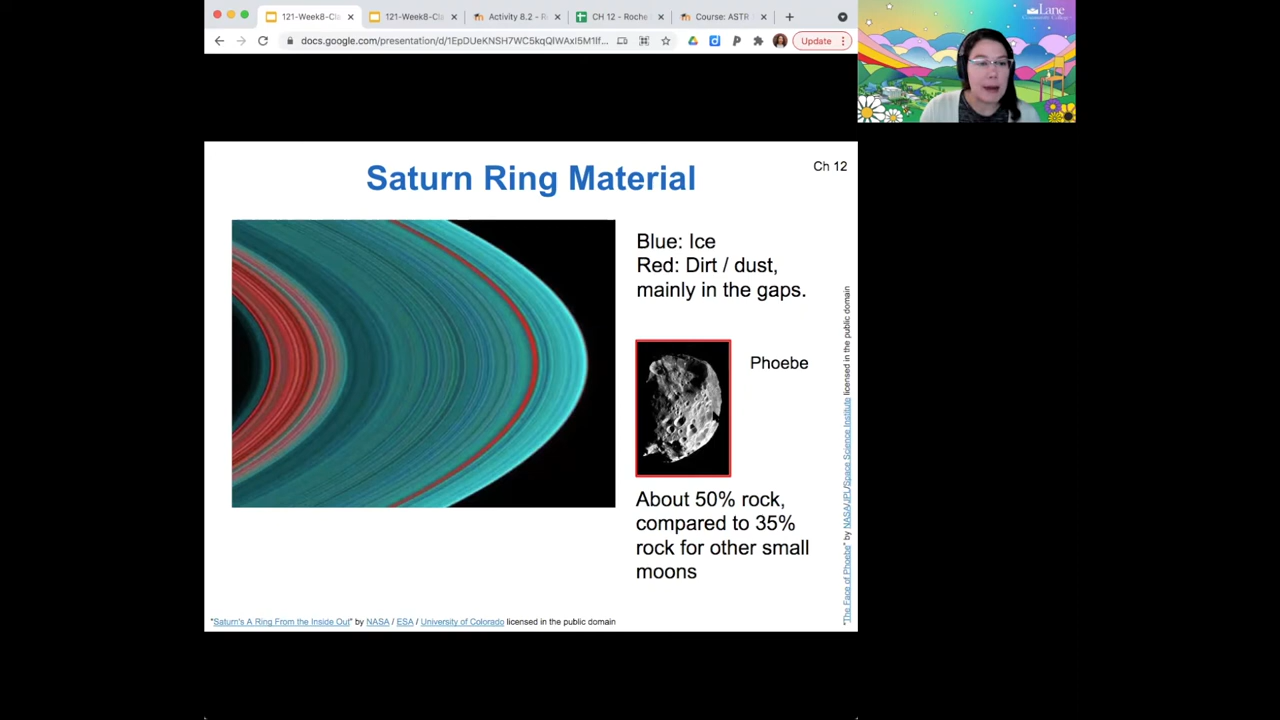 121-Week8-Cla
121-Week8-Cla
Activity 8.2 - R
CH 12 - Roche
Course: ASTR
docs.google.com/presentation/d/1EpDUeKNSH7WC5kqQIWAxI5M1If...
Update
Lane
Community College
Saturn Ring Material
Ch 12
Blue: Ice
Red: Dirt / dust,
mainly in the gaps.
Phoebe
About 50% rock,
compared to 35%
rock for other small
moons
"The Face of Phoebe" by NASA/JPL/Space Science Institute licensed in the public domain
"Saturn's A Ring From the Inside Out" by NASA / ESA / University of Colorado licensed in the public domain